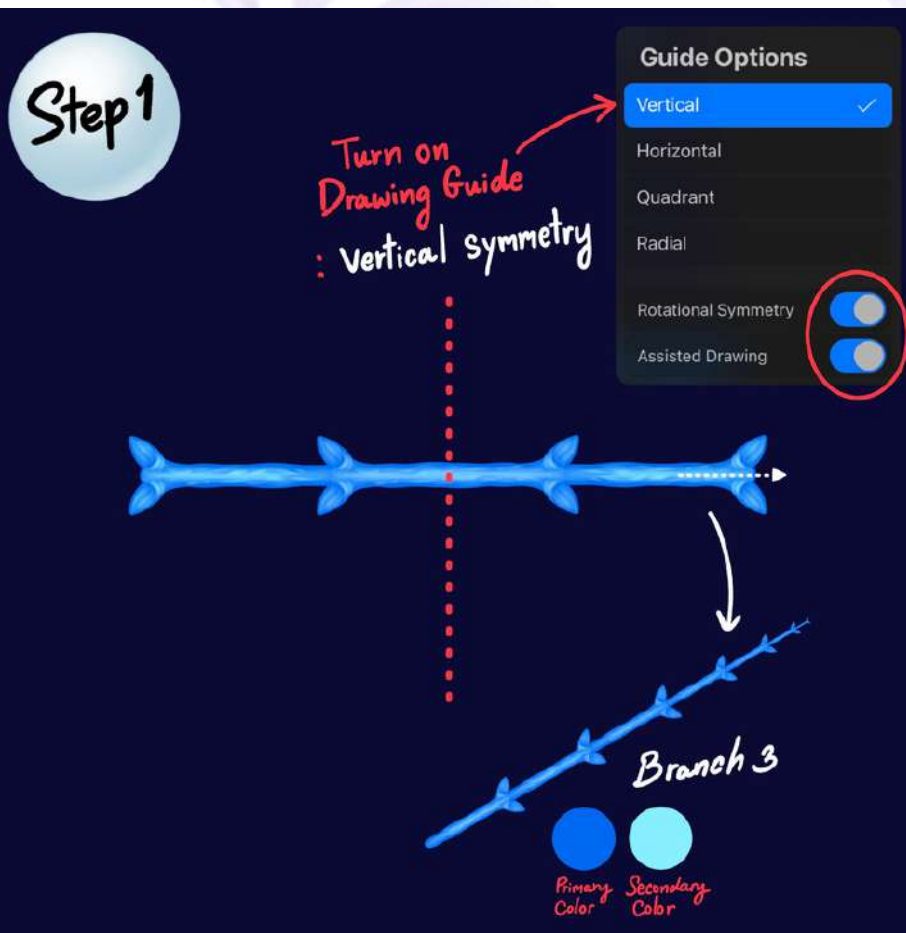 Step 1
Guide Options
Vertical
Horizontal
Quadrant
Radial
Rotational Symmetry
Assisted Drawing
Turn on
Drawing Guide
: Vertical symmetry
Branch 3
Primary
Color
Secondary
Color